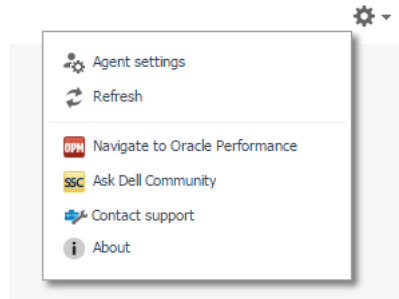 Agent settings
Refresh
OPM Navigate to Oracle Performance
SSC Ask Dell Community
Contact support
i About